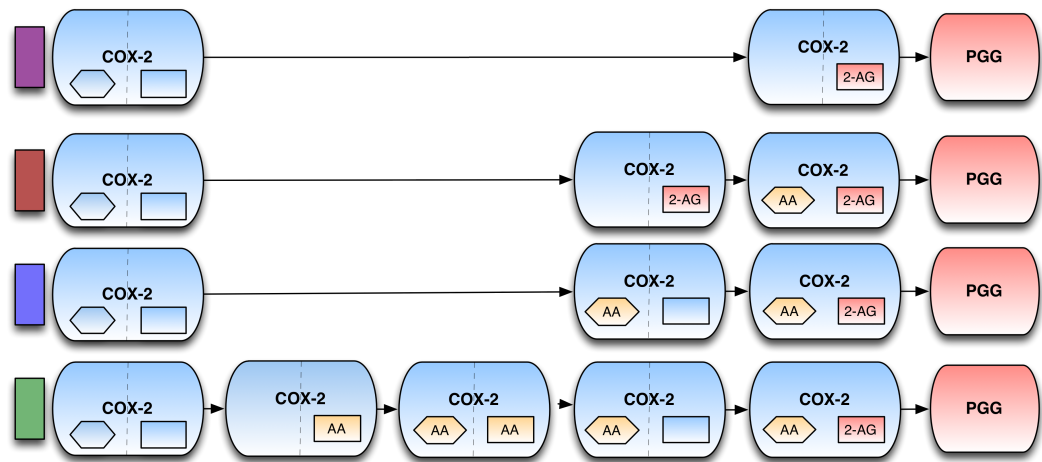 COX-2 COX-2 PGG
2-AG
COX-2 COX-2 COX-2 PGG
2-AG AA 2-AG
COX-2 COX-2 COX-2 PGG
AA AA 2-AG
COX-2 COX-2 COX-2 COX-2 COX-2 PGG
AA AA AA AA AA 2-AG